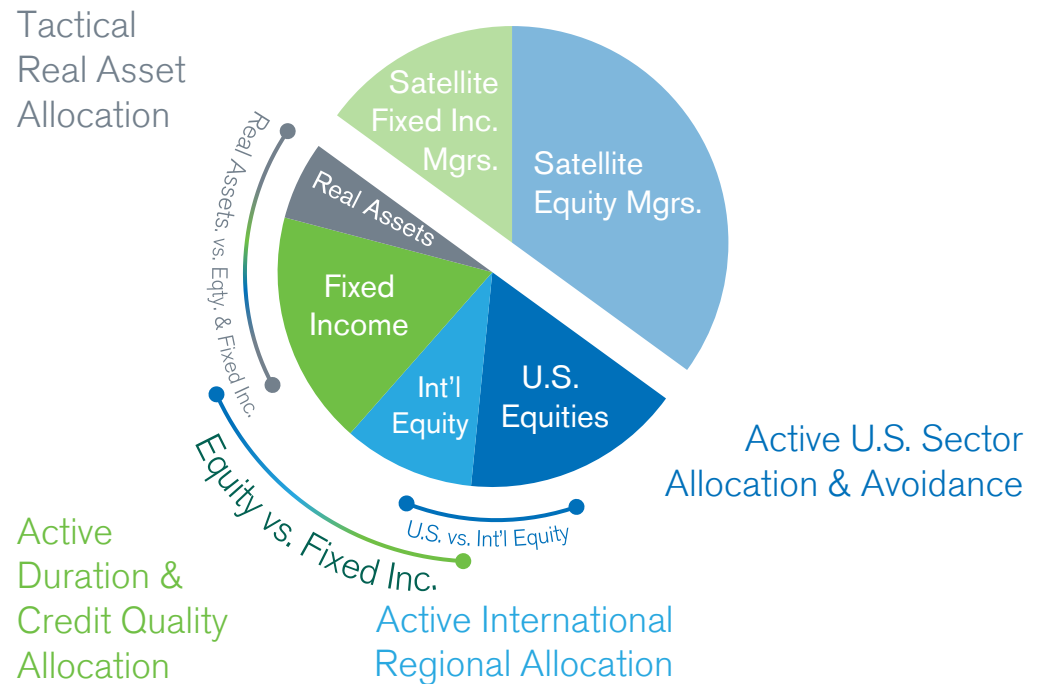 Tactical
Real Asset
Allocation
Satellite
Fixed Inc.
Mgrs.
Satellite
Equity Mgrs.
Real Assets. vs. Eqty. & Fixed Inc.
Real Assets
Fixed
Income
Int'l
Equity
U.S.
Equities
Equity vs. Fixed Inc.
U.S. vs. Int'l Equity
Active U.S. Sector
Allocation & Avoidance
Active
Duration &
Credit Quality
Allocation
Active International
Regional Allocation